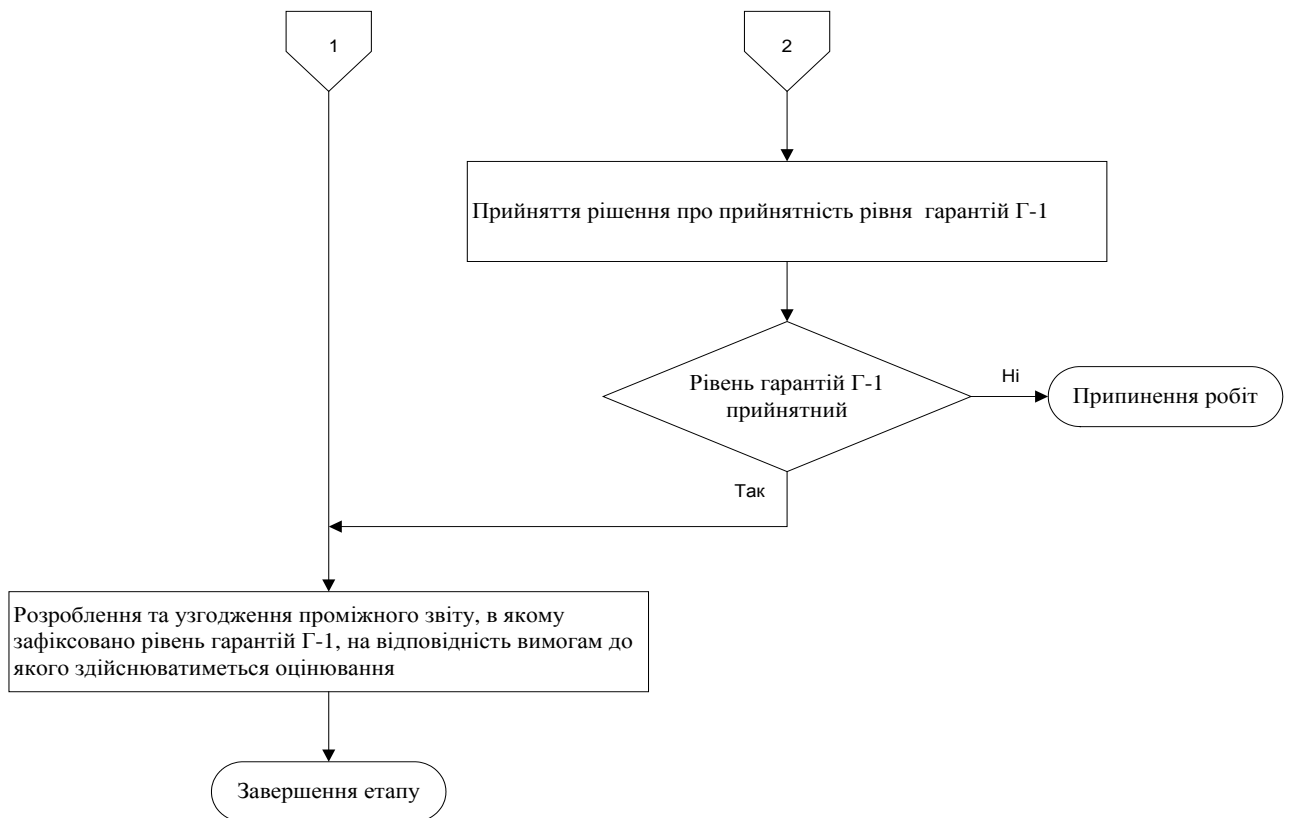 1
2
Прийняття рішення про прийнятність рівня гарантій Г-1
Рівень гарантій Г-1
прийнятний
Ні
Припинення робіт
Так
Розроблення та узгодження проміжного звіту, в якому
зафіксовано рівень гарантій Г-1, на відповідність вимогам до
якого здійснюватиметься оцінювання
Завершення етапу